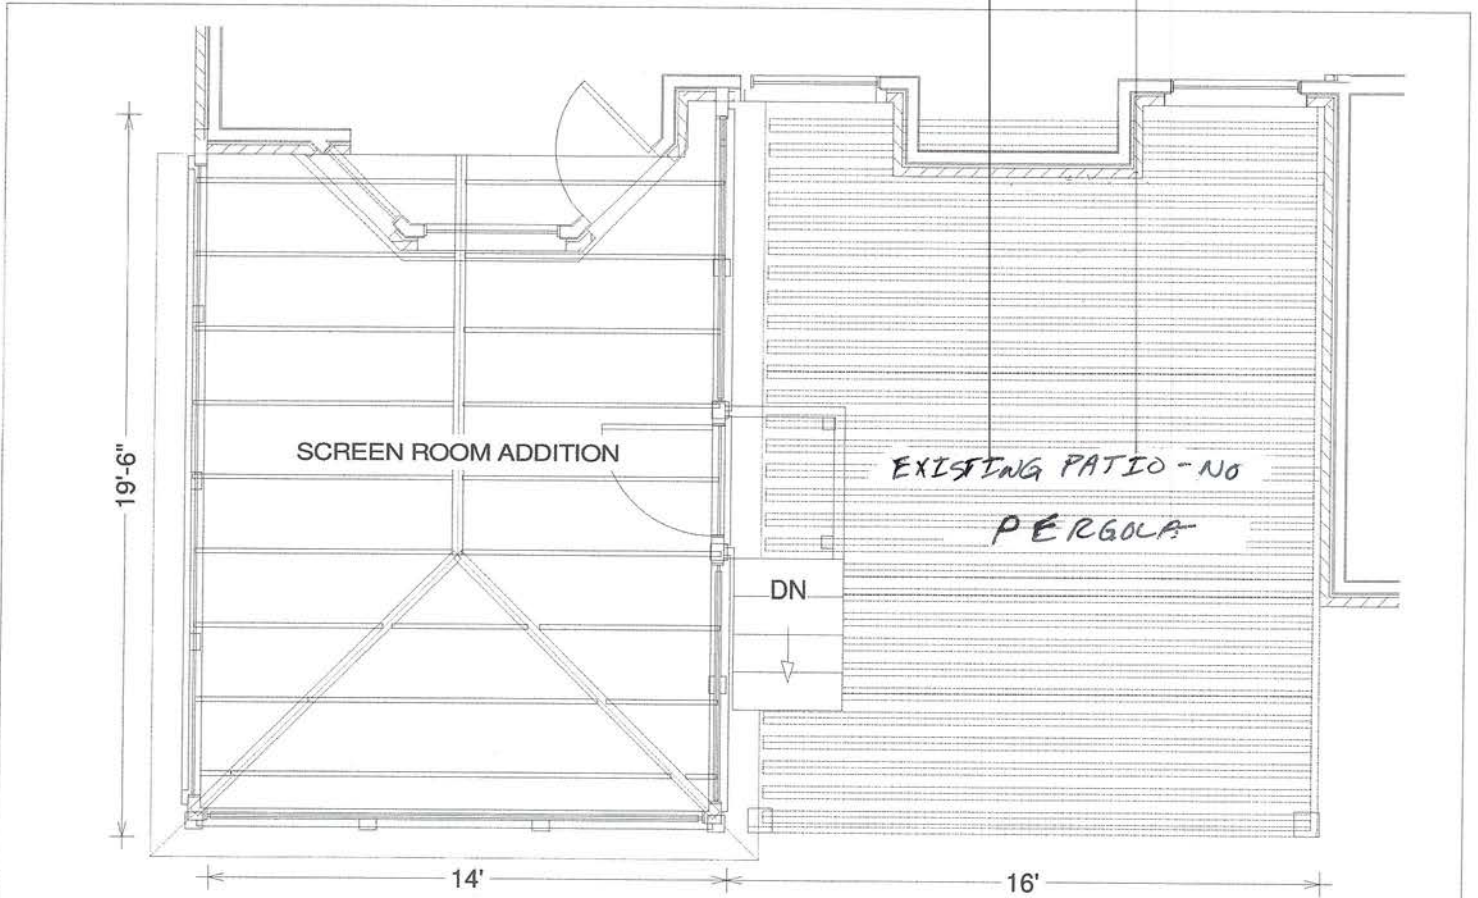 19'-6"
SCREEN ROOM ADDITION
EXISTING PATIO - NO
PERGOLA
DN
14'
16'